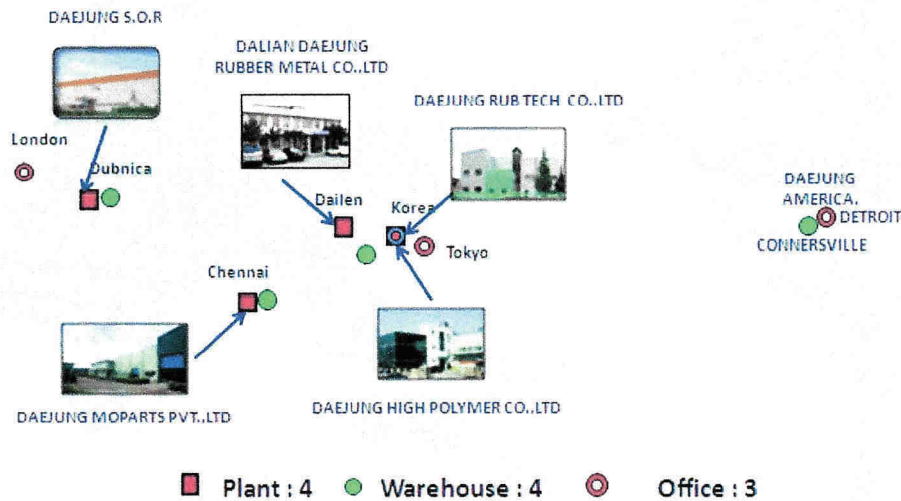 DAEJUNG S.O.R
DALIAN DAEJUNG
RUBBER METAL CO.,LTD
DAEJUNG RUB TECH CO.,LTD
London
Dubnica
Dailen
Korea
Tokyo
DAEJUNG
AMERICA.
DETROIT
CONNERSVILLE
Chennai
DAEJUNG MOPARTS PVT.,LTD
DAEJUNG HIGH POLYMER CO.,LTD
Plant : 4 Warehouse : 4 Office : 3